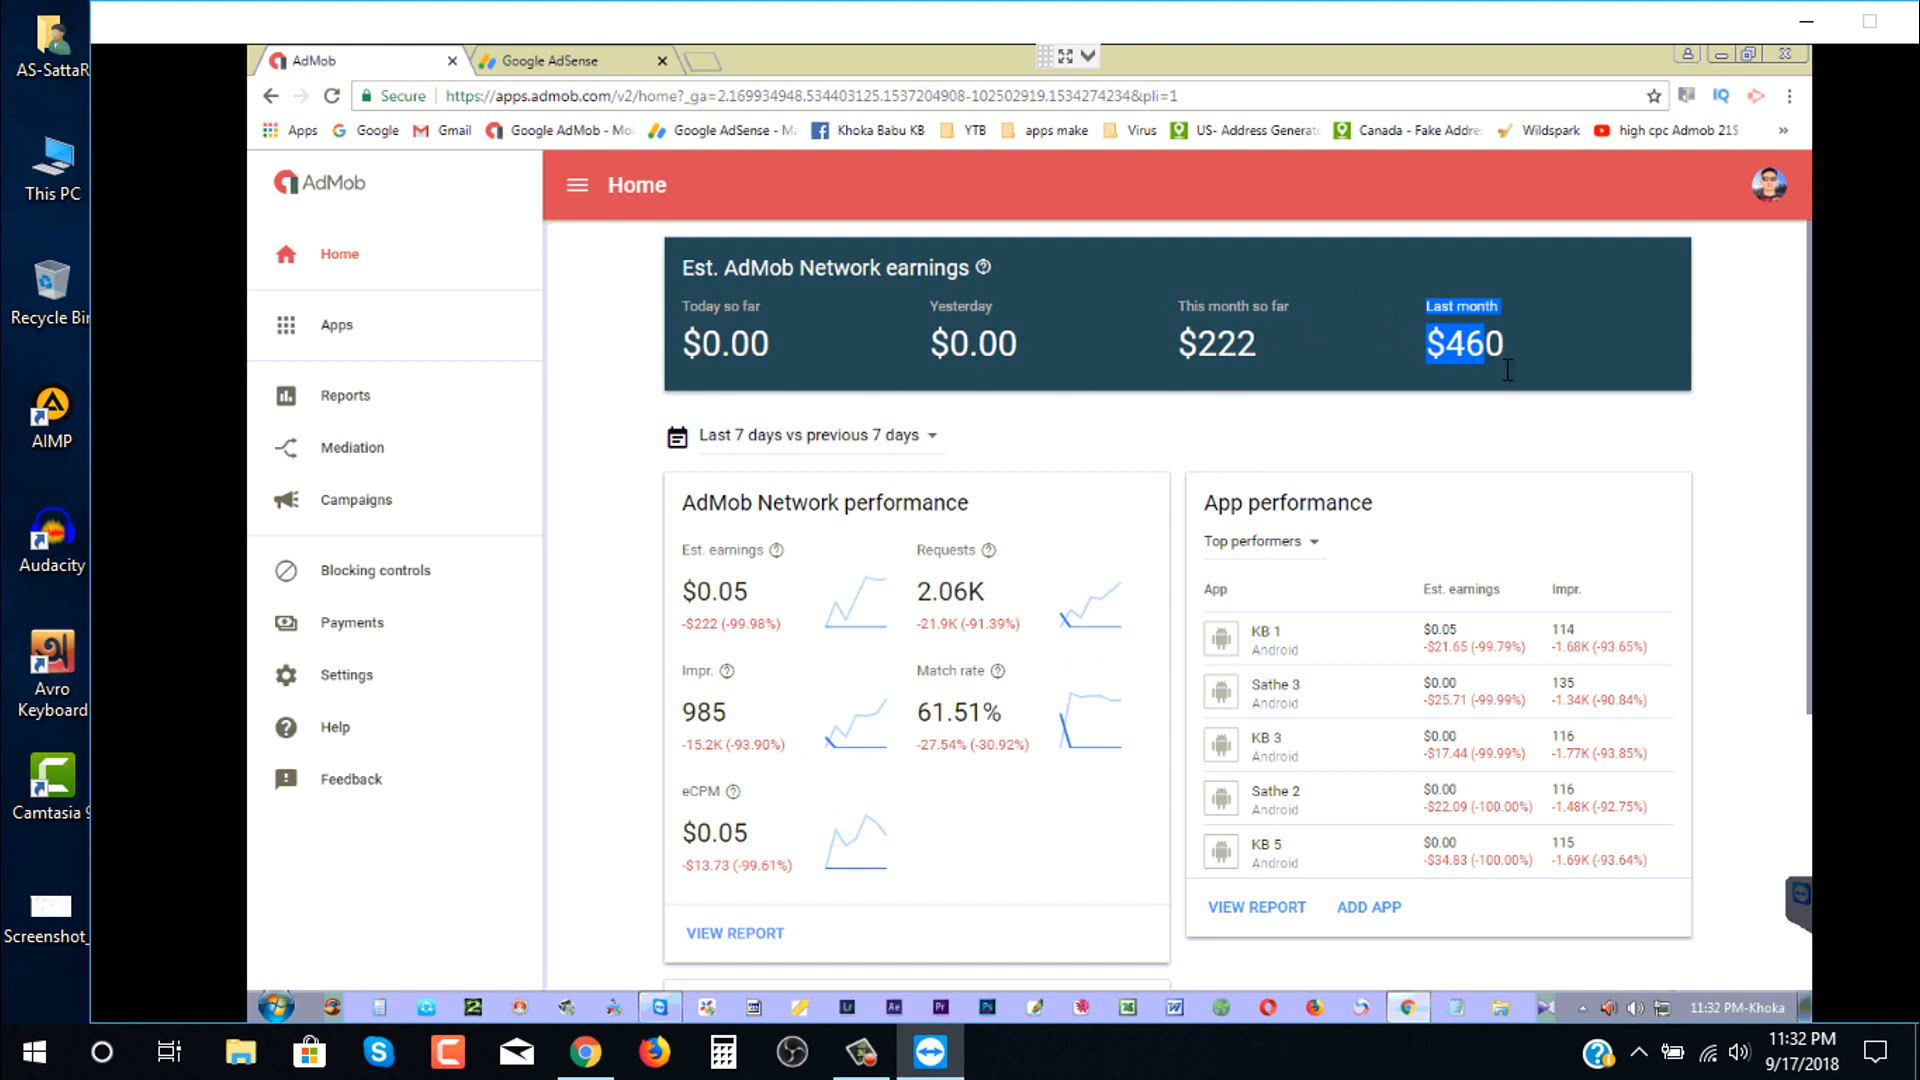 AS-SattaR
This PC
Recycle Bin
AIMP
Audacity
Avro
Keyboard
Camtasia 9
Screenshot_
AdMob
Google AdSense
Secure
https://apps.admob.com/v2/home?_ga=2.169934948.534403125.1537204908-102502919.1534274234&pli=1
IQ
Apps
Google
Gmail
Google AdMob - Mo
Google AdSense - Ma
Khoka Babu KB
YTB
apps make
Virus
US- Address Generat
Canada - Fake Addre
Wildspark
high cpc Admob 21$
»
AdMob
Home
Home
Apps
Reports
Mediation
Campaigns
Blocking controls
Payments
Settings
Help
Feedback
Est. AdMob Network earnings
Today so far
Yesterday
This month so far
Last month
$0.00
$0.00
$222
$460
Last 7 days vs previous 7 days
AdMob Network performance
Est. earnings
$0.05
-$222 (-99.98%)
Requests
2.06K
-21.9K (-91.39%)
Impr.
985
-15.2K (-93.90%)
Match rate
61.51%
-27.54% (-30.92%)
eCPM
$0.05
-$13.73 (-99.61%)
VIEW REPORT
App performance
Top performers
App Est. earnings Impr.
KB 1 $0.05 114
Android -$21.65 (-99.79%) -1.68K (-93.65%)
Sathe 3 $0.00 135
Android -$25.71 (-99.99%) -1.34K (-90.84%)
KB 3 $0.00 116
Android -$17.44 (-99.99%) -1.77K (-93.85%)
Sathe 2 $0.00 116
Android -$22.09 (-100.00%) -1.48K (-92.75%)
KB 5 $0.00 115
Android -$34.83 (-100.00%) -1.69K (-93.64%)
VIEW REPORT ADD APP
Lr
Ae
Pr
Ps
11:32 PM-Khoka
11:32 PM
9/17/2018